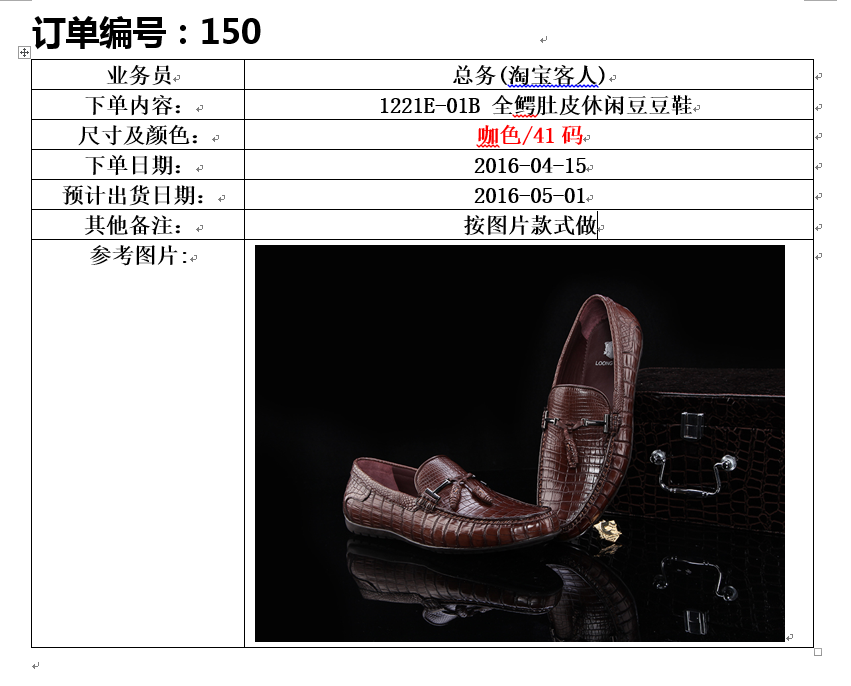 订单编号：150
业务员
总务(淘宝客人)
下单内容：
1221E-01B 全鳄肚皮休闲豆豆鞋
尺寸及颜色：
咖色/41 码
下单日期：
2016-04-15
预计出货日期：
2016-05-01
其他备注：
按图片款式做
参考图片: